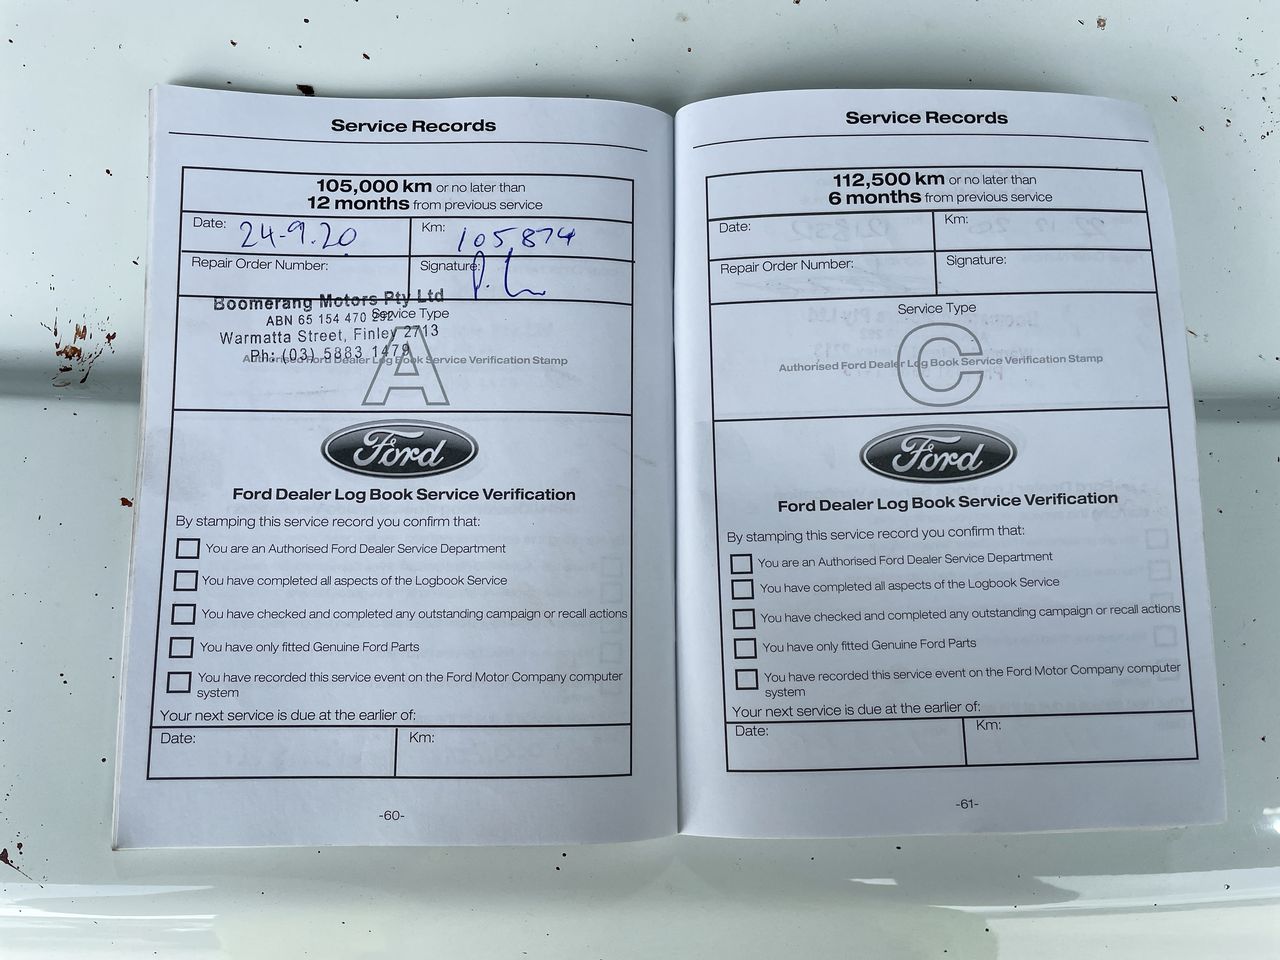 Service Records
105,000 km or no later than
12 months from previous service
Date: 24-9.20
Km: 105,874
Repair Order Number:
Signature:
Boomerang Motors Pty Ltd
ABN 65 154 470 292
Service Type
Warmatta Street, Finley 2713
Ph: (03) 5883 1479
Authorised Ford Dealer Log Book Service Verification Stamp
A
Ford
Ford Dealer Log Book Service Verification
By stamping this service record you confirm that:
You are an Authorised Ford Dealer Service Department
You have completed all aspects of the Logbook Service
You have checked and completed any outstanding campaign or recall actions
You have only fitted Genuine Ford Parts
You have recorded this service event on the Ford Motor Company computer
system
Your next service is due at the earlier of:
Date:
Km:
-60-
Service Records
112,500 km or no later than
6 months from previous service
Date:
Km:
Repair Order Number:
Signature:
Service Type
Authorised Ford Dealer Log Book Service Verification Stamp
C
Ford
Ford Dealer Log Book Service Verification
By stamping this service record you confirm that:
You are an Authorised Ford Dealer Service Department
You have completed all aspects of the Logbook Service
You have checked and completed any outstanding campaign or recall actions
You have only fitted Genuine Ford Parts
You have recorded this service event on the Ford Motor Company computer
system
Your next service is due at the earlier of:
Date:
Km:
-61-